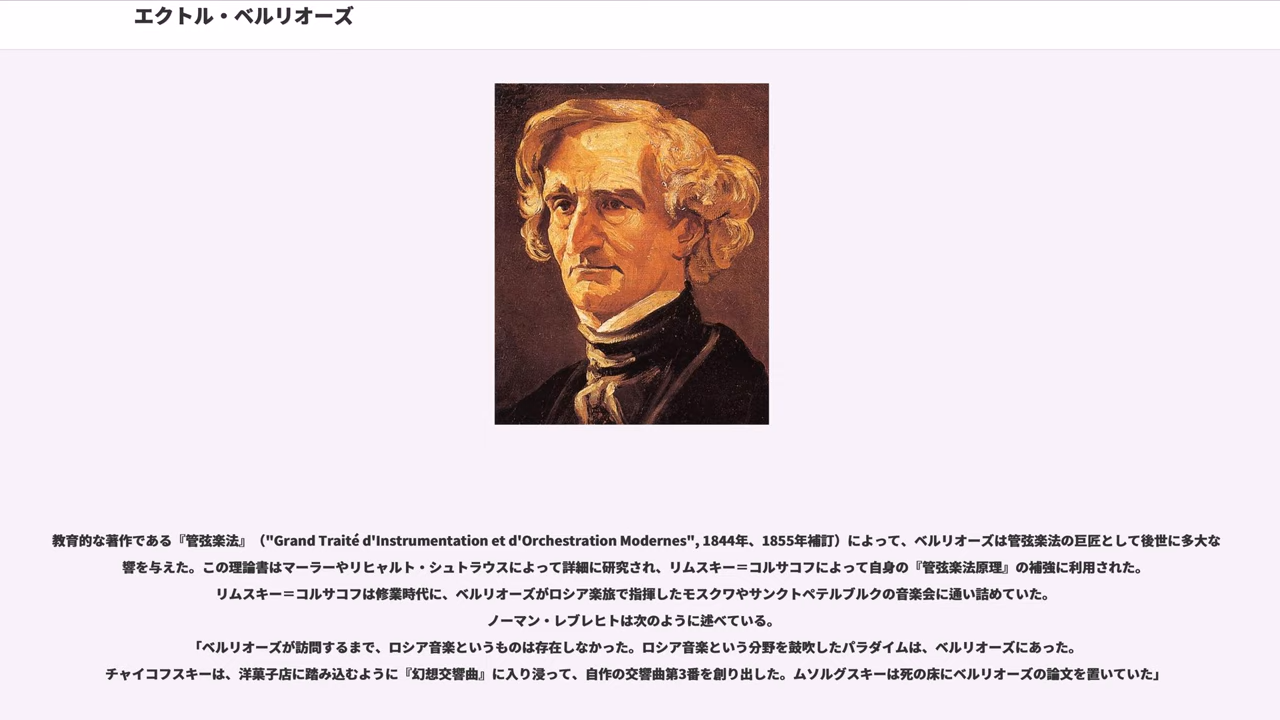 エクトル・ベルリオーズ
教育的な著作である『管弦楽法』（"Grand Traité d'Instrumentation et d'Orchestration Modernes", 1844年、1855年補訂）によって、ベルリオーズは管弦楽法の巨匠として後世に多大な
響を与えた。この理論書はマーラーやリヒャルト・シュトラウスによって詳細に研究され、リムスキー＝コルサコフによって自身の『管弦楽法原理』の補強に利用された。
リムスキー＝コルサコフは修業時代に、ベルリオーズがロシア楽旅で指揮したモスクワやサンクトペテルブルクの音楽会に通い詰めていた。
ノーマン・レブレヒトは次のように述べている。
「ベルリオーズが訪問するまで、ロシア音楽というものは存在しなかった。ロシア音楽という分野を鼓吹したパラダイムは、ベルリオーズにあった。
チャイコフスキーは、洋菓子店に踏み込むように『幻想交響曲』に入り浸って、自作の交響曲第3番を創り出した。ムソルグスキーは死の床にベルリオーズの論文を置いていた」